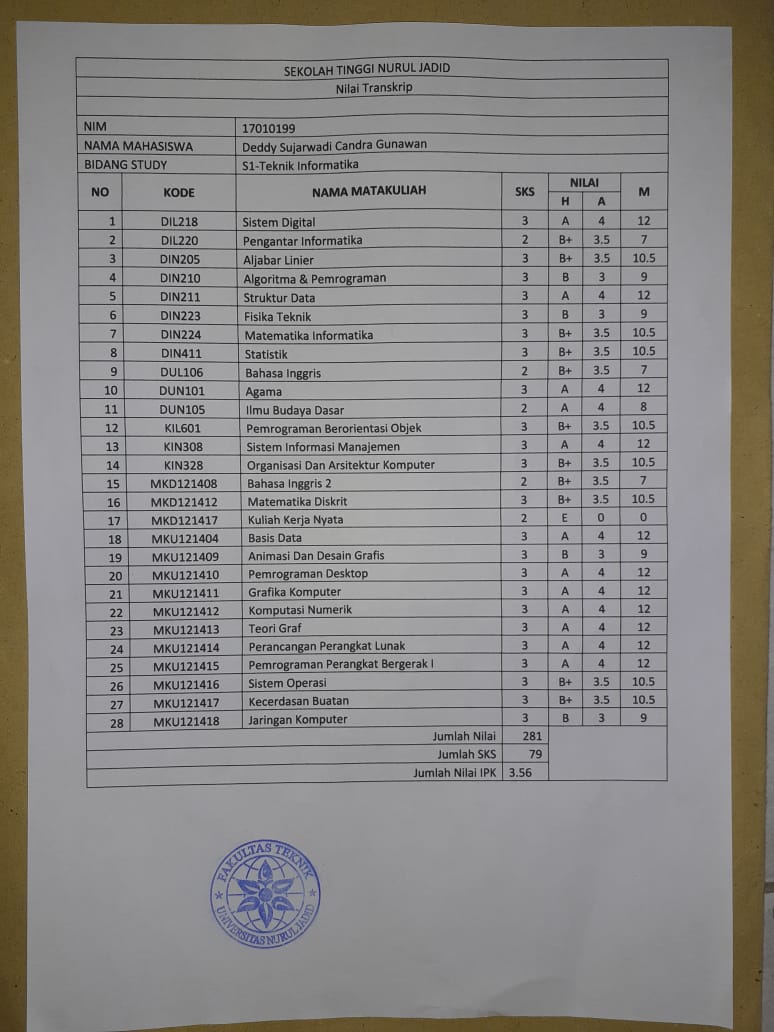 SEKOLAH TINGGI NURUL JADID
Nilai Transkrip
NIM 17010199
NAMA MAHASISWA Deddy Sujarwadi Candra Gunawan
BIDANG STUDY S1-Teknik Informatika
NO KODE NAMA MATAKULIAH SKS NILAI M
H A
1 DIL218 Sistem Digital 3 A 4 12
2 DIL220 Pengantar Informatika 2 B+ 3.5 7
3 DIN205 Aljabar Linier 3 B+ 3.5 10.5
4 DIN210 Algoritma & Pemrograman 3 B 3 9
5 DIN211 Struktur Data 3 A 4 12
6 DIN223 Fisika Teknik 3 B 3 9
7 DIN224 Matematika Informatika 3 B+ 3.5 10.5
8 DIN411 Statistik 3 B+ 3.5 10.5
9 DUL106 Bahasa Inggris 2 B+ 3.5 7
10 DUN101 Agama 3 A 4 12
11 DUN105 Ilmu Budaya Dasar 2 A 4 8
12 KIL601 Pemrograman Berorientasi Objek 3 B+ 3.5 10.5
13 KIN308 Sistem Informasi Manajemen 3 A 4 12
14 KIN328 Organisasi Dan Arsitektur Komputer 3 B+ 3.5 10.5
15 MKD121408 Bahasa Inggris 2 2 B+ 3.5 7
16 MKD121412 Matematika Diskrit 3 B+ 3.5 10.5
17 MKD121417 Kuliah Kerja Nyata 2 E 0 0
18 MKU121404 Basis Data 3 A 4 12
19 MKU121409 Animasi Dan Desain Grafis 3 B 3 9
20 MKU121410 Pemrograman Desktop 3 A 4 12
21 MKU121411 Grafika Komputer 3 A 4 12
22 MKU121412 Komputasi Numerik 3 A 4 12
23 MKU121413 Teori Graf 3 A 4 12
24 MKU121414 Perancangan Perangkat Lunak 3 A 4 12
25 MKU121415 Pemrograman Perangkat Bergerak I 3 A 4 12
26 MKU121416 Sistem Operasi 3 B+ 3.5 10.5
27 MKU121417 Kecerdasan Buatan 3 B+ 3.5 10.5
28 MKU121418 Jaringan Komputer 3 B 3 9
Jumlah Nilai 281
Jumlah SKS 79
Jumlah Nilai IPK 3.56
FAKULTAS TEKNIK
UNIVERSITAS NURUL JADID